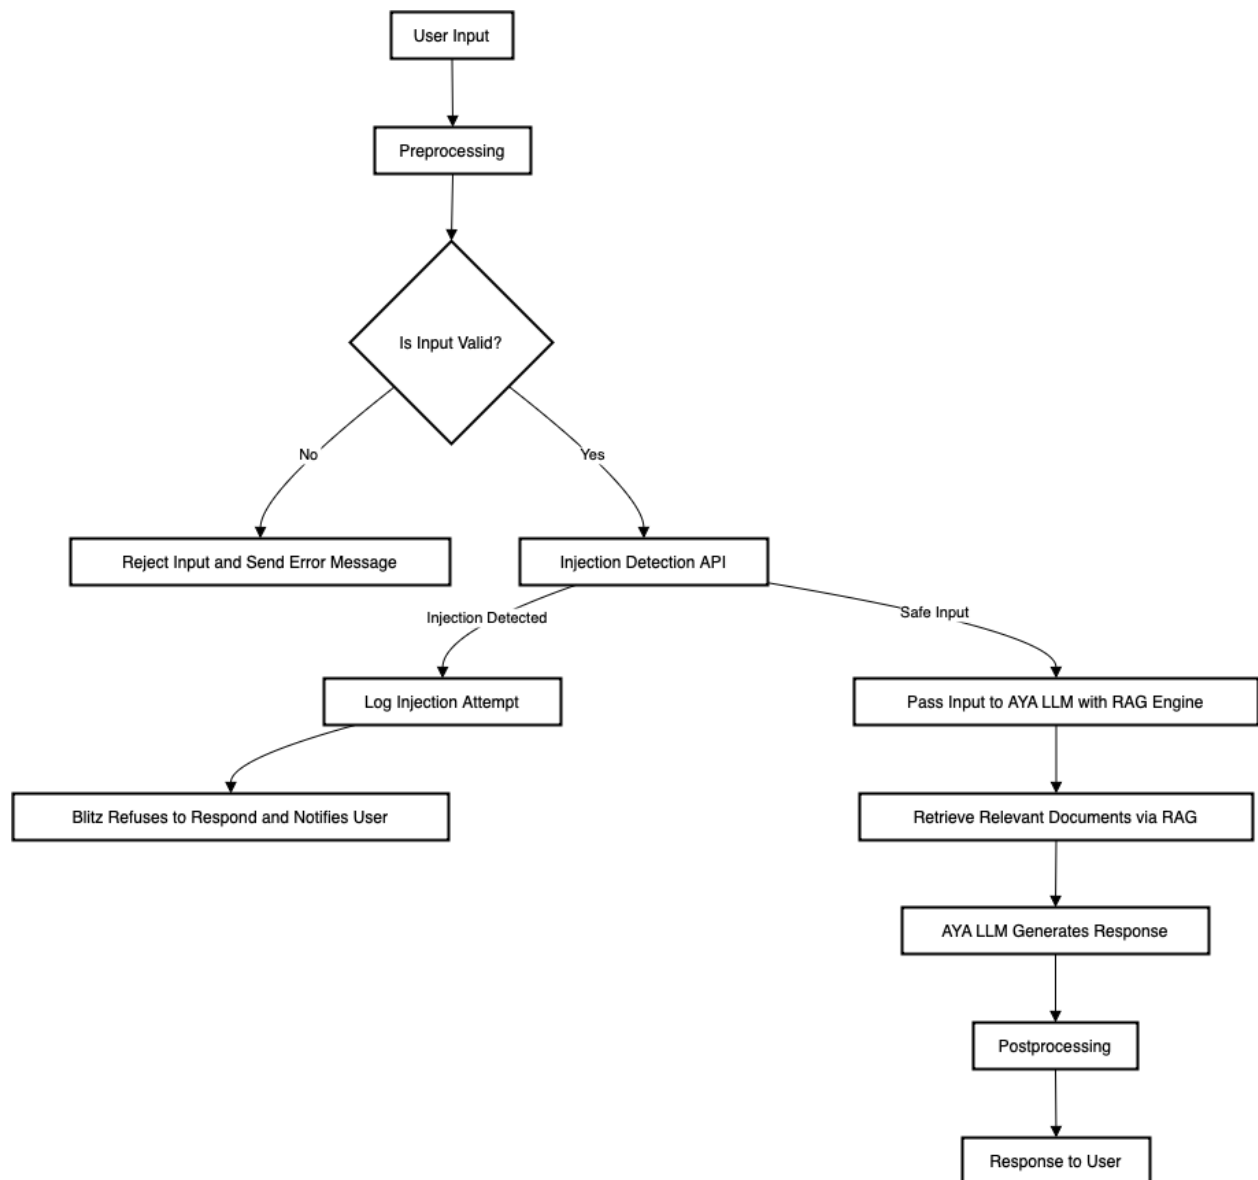 User Input
Preprocessing
Is Input Valid?
No
Yes
Reject Input and Send Error Message
Injection Detection API
Injection Detected
Safe Input
Log Injection Attempt
Pass Input to AYA LLM with RAG Engine
Blitz Refuses to Respond and Notifies User
Retrieve Relevant Documents via RAG
AYA LLM Generates Response
Postprocessing
Response to User